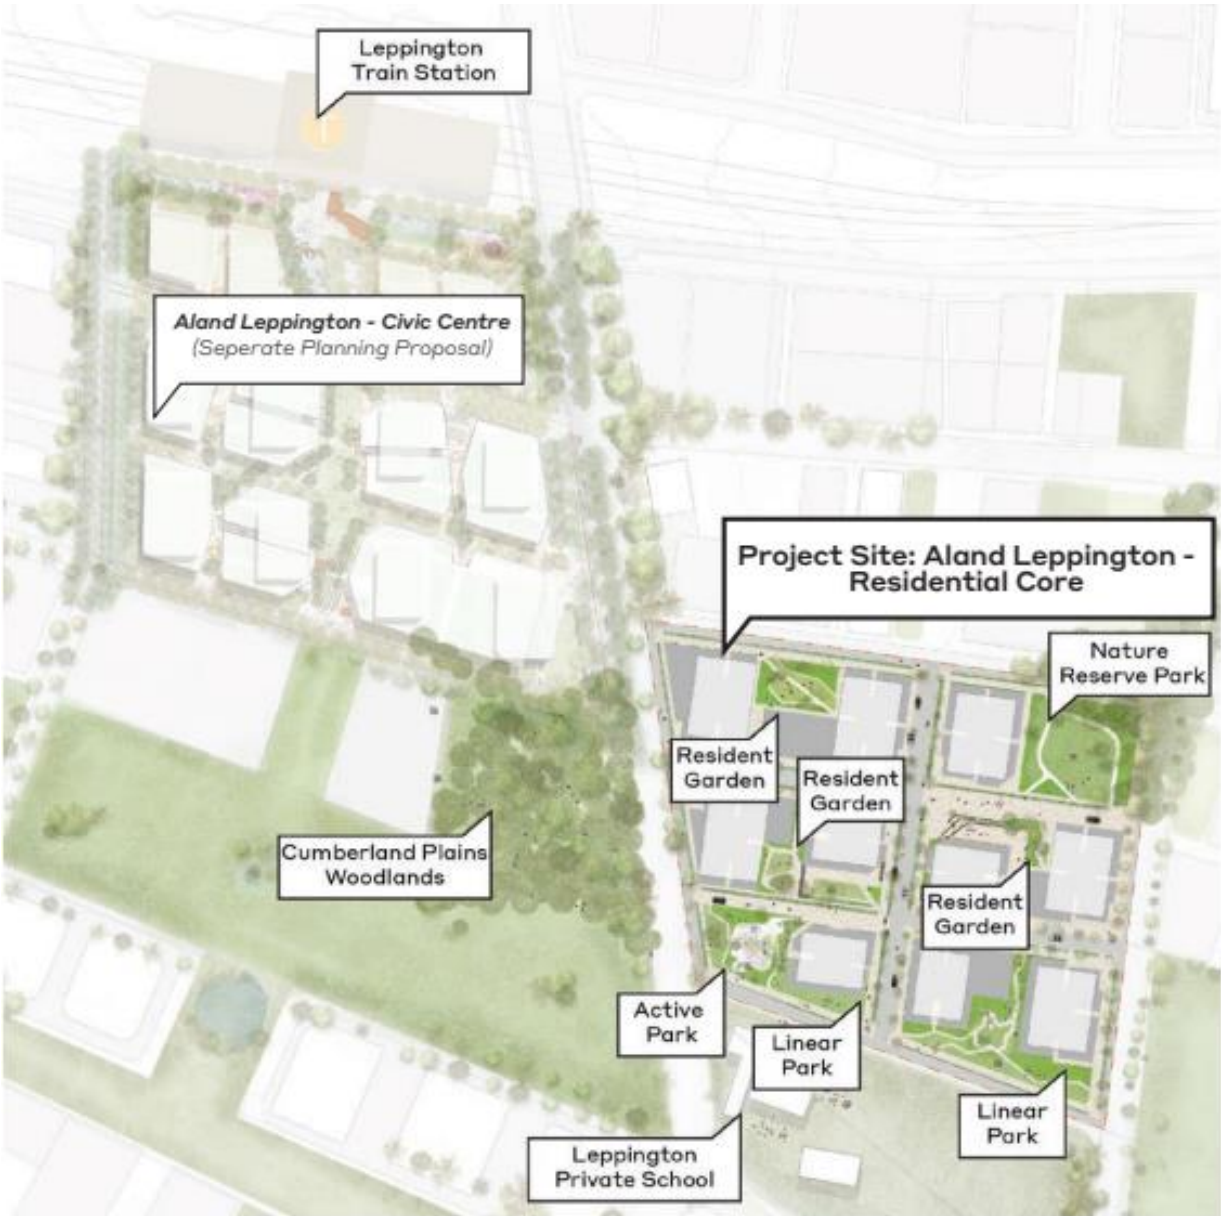 Leppington
Train Station
Aland Leppington - Civic Centre
(Seperate Planning Proposal)
Project Site: Aland Leppington -
Residential Core
Nature
Reserve Park
Resident
Garden
Resident
Garden
Cumberland Plains
Woodlands
Resident
Garden
Active
Park
Linear
Park
Linear
Park
Leppington
Private School